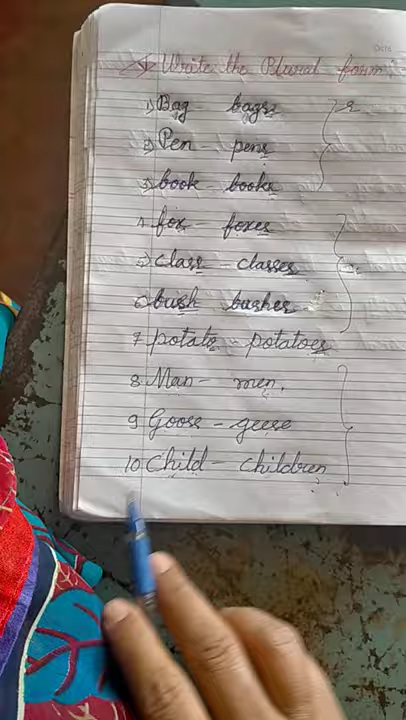 Write the Plural form:
1) Bag - bags
2) Pen - pens
3) book - books
4 fox - foxes
5) class - classes
6 bush bushes
7 potato - potatoes
8 Man - men,
9 Goose - geese
10 Child - children